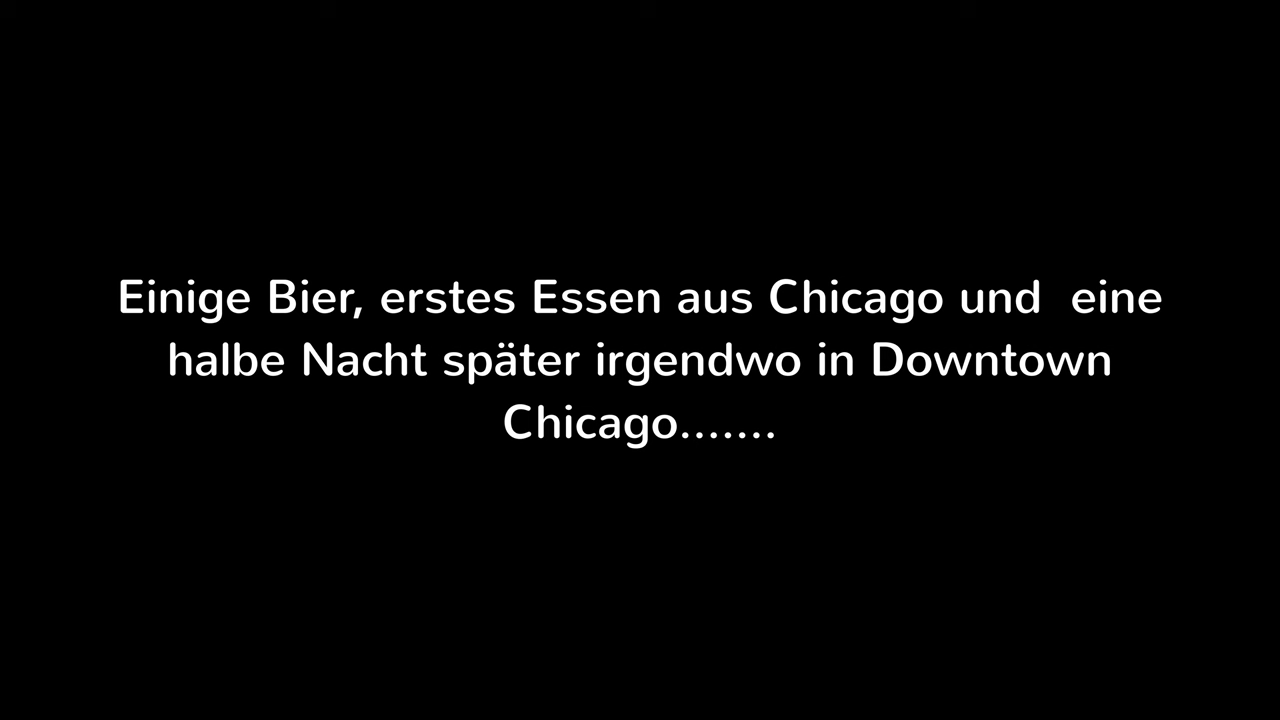 Einige Bier, erstes Essen aus Chicago und  eine
halbe Nacht später irgendwo in Downtown
Chicago.......